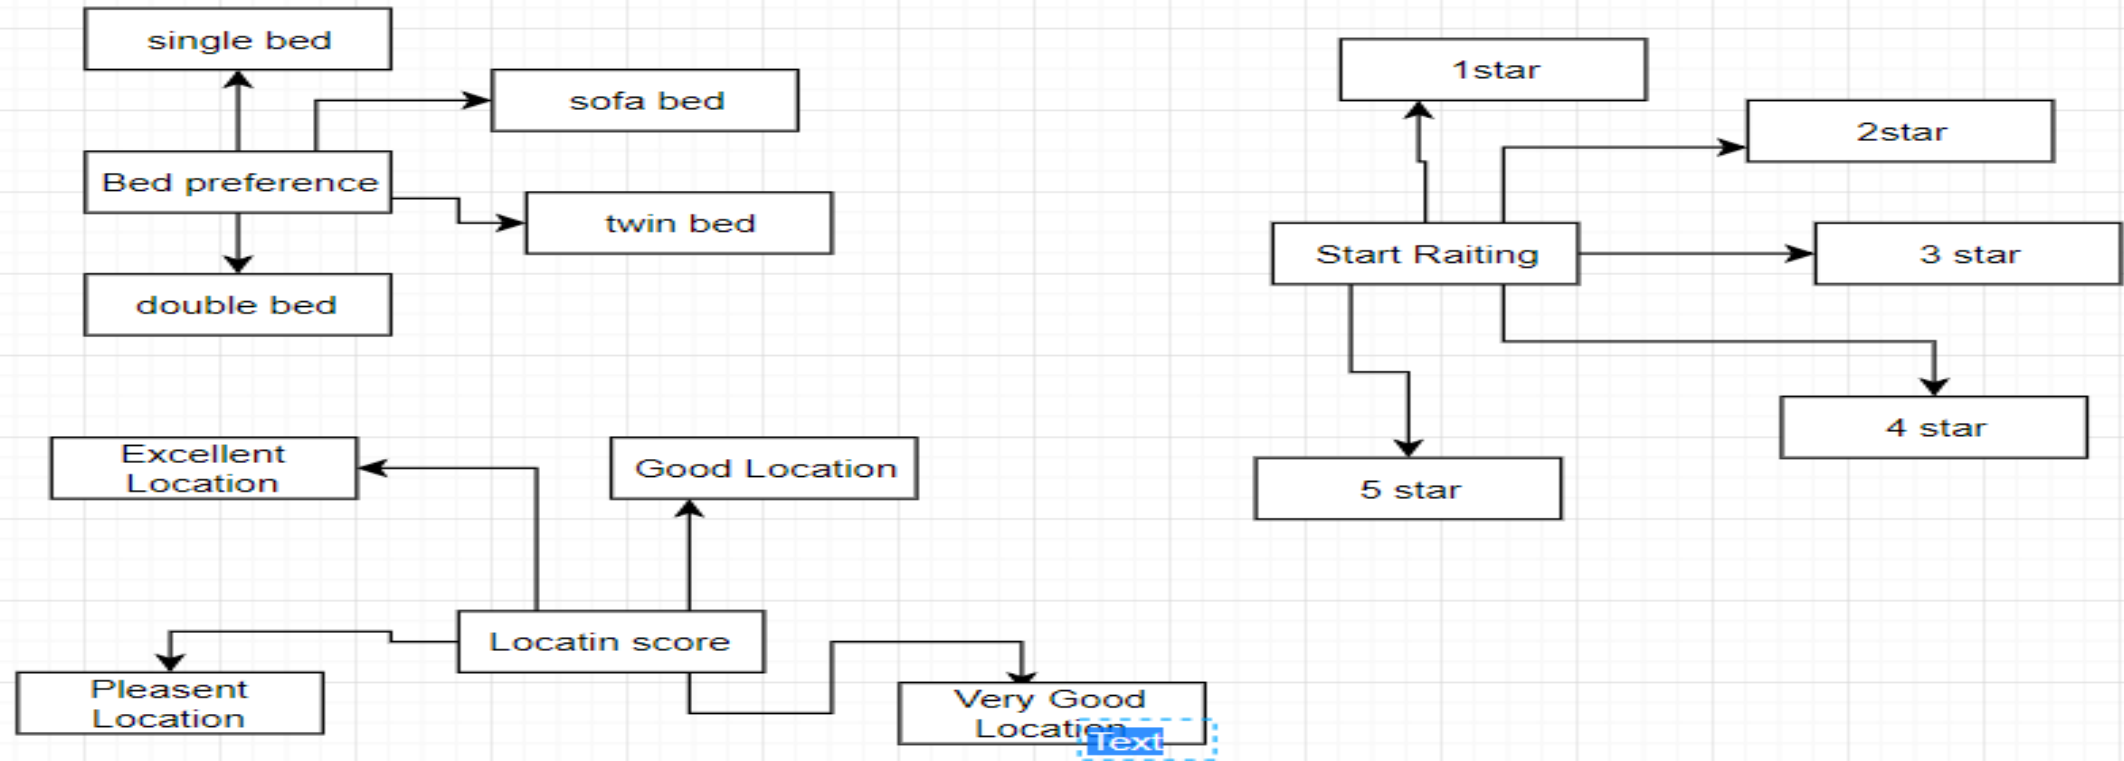 single bed
sofa bed
Bed preference
twin bed
double bed
1star
2star
Start Raiting
3 star
4 star
5 star
Excellent
Location
Good Location
Locatin score
Pleasent
Location
Very Good
Location
Text